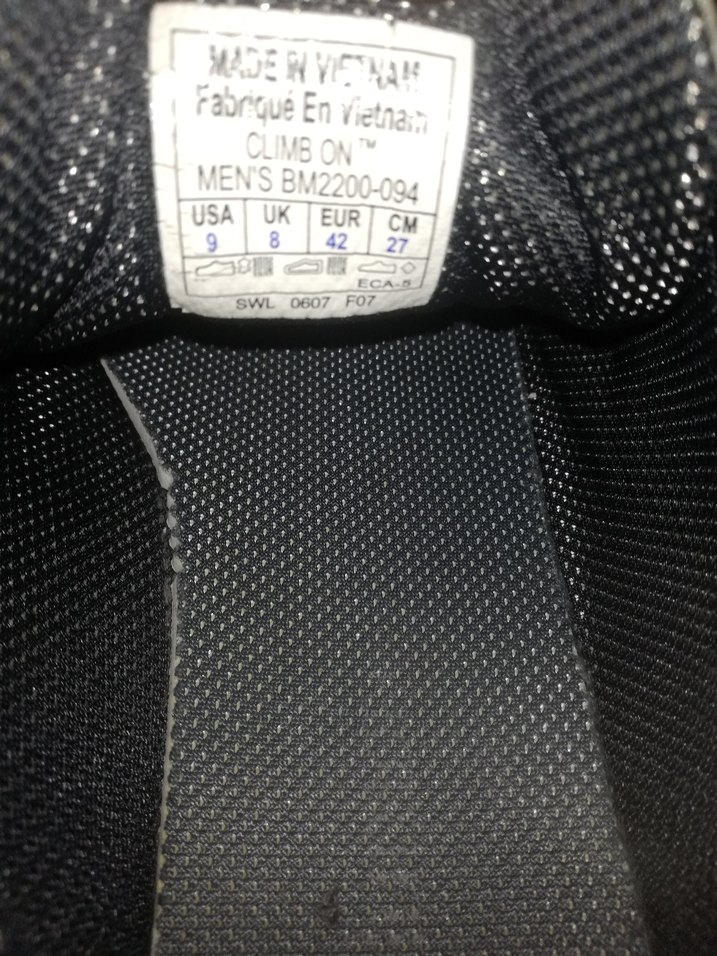 MADE IN VIETNAM
Fabriqué En Vietnam
CLIMB ON™
MEN'S BM2200-094
USA UK EUR CM
9 8 42 27
ECA-5
SWL 0607 F07